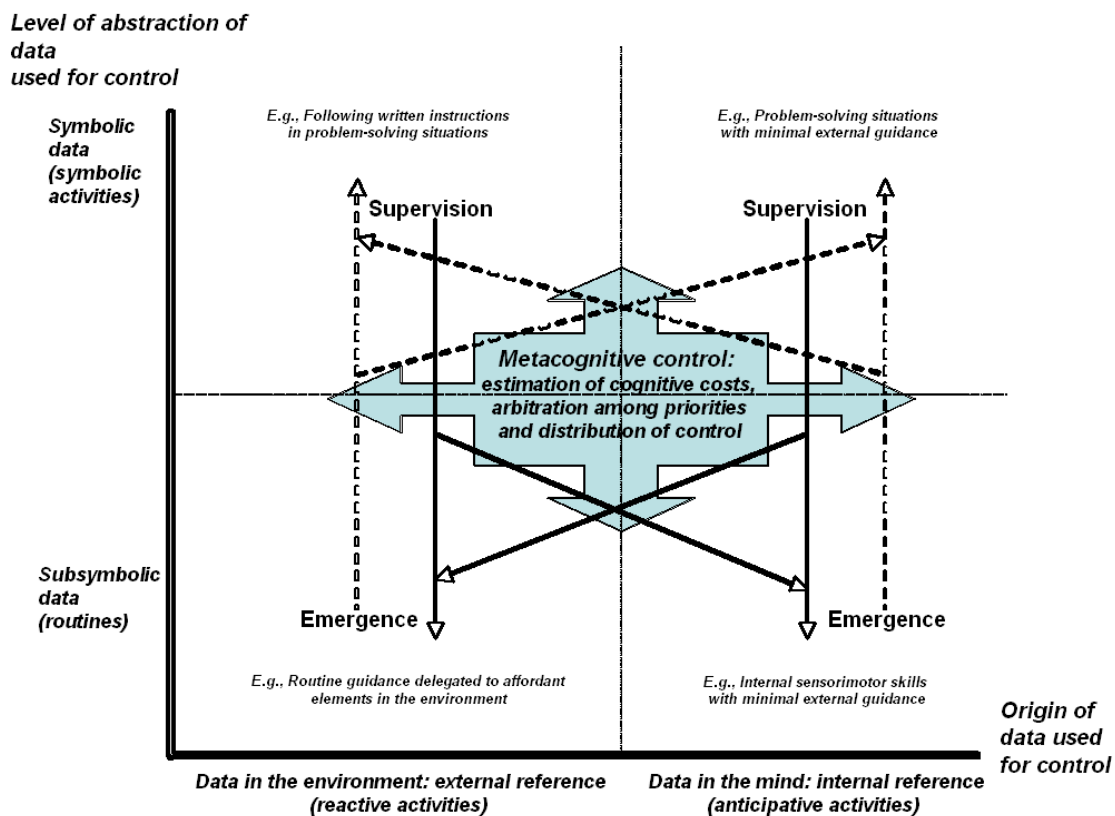 Level of abstraction of
data
used for control
E.g., Following written instructions
in problem-solving situations
E.g., Problem-solving situations
with minimal external guidance
Symbolic
data
(symbolic
activities)
Supervision
Supervision
Metacognitive control:
estimation of cognitive costs,
arbitration among priorities
and distribution of control
Subsymbolic
data
(routines)
Emergence
Emergence
E.g., Routine guidance delegated to affordant
elements in the environment
E.g., Internal sensorimotor skills
with minimal external guidance
Origin of
data used
for control
Data in the environment: external reference
(reactive activities)
Data in the mind: internal reference
(anticipative activities)